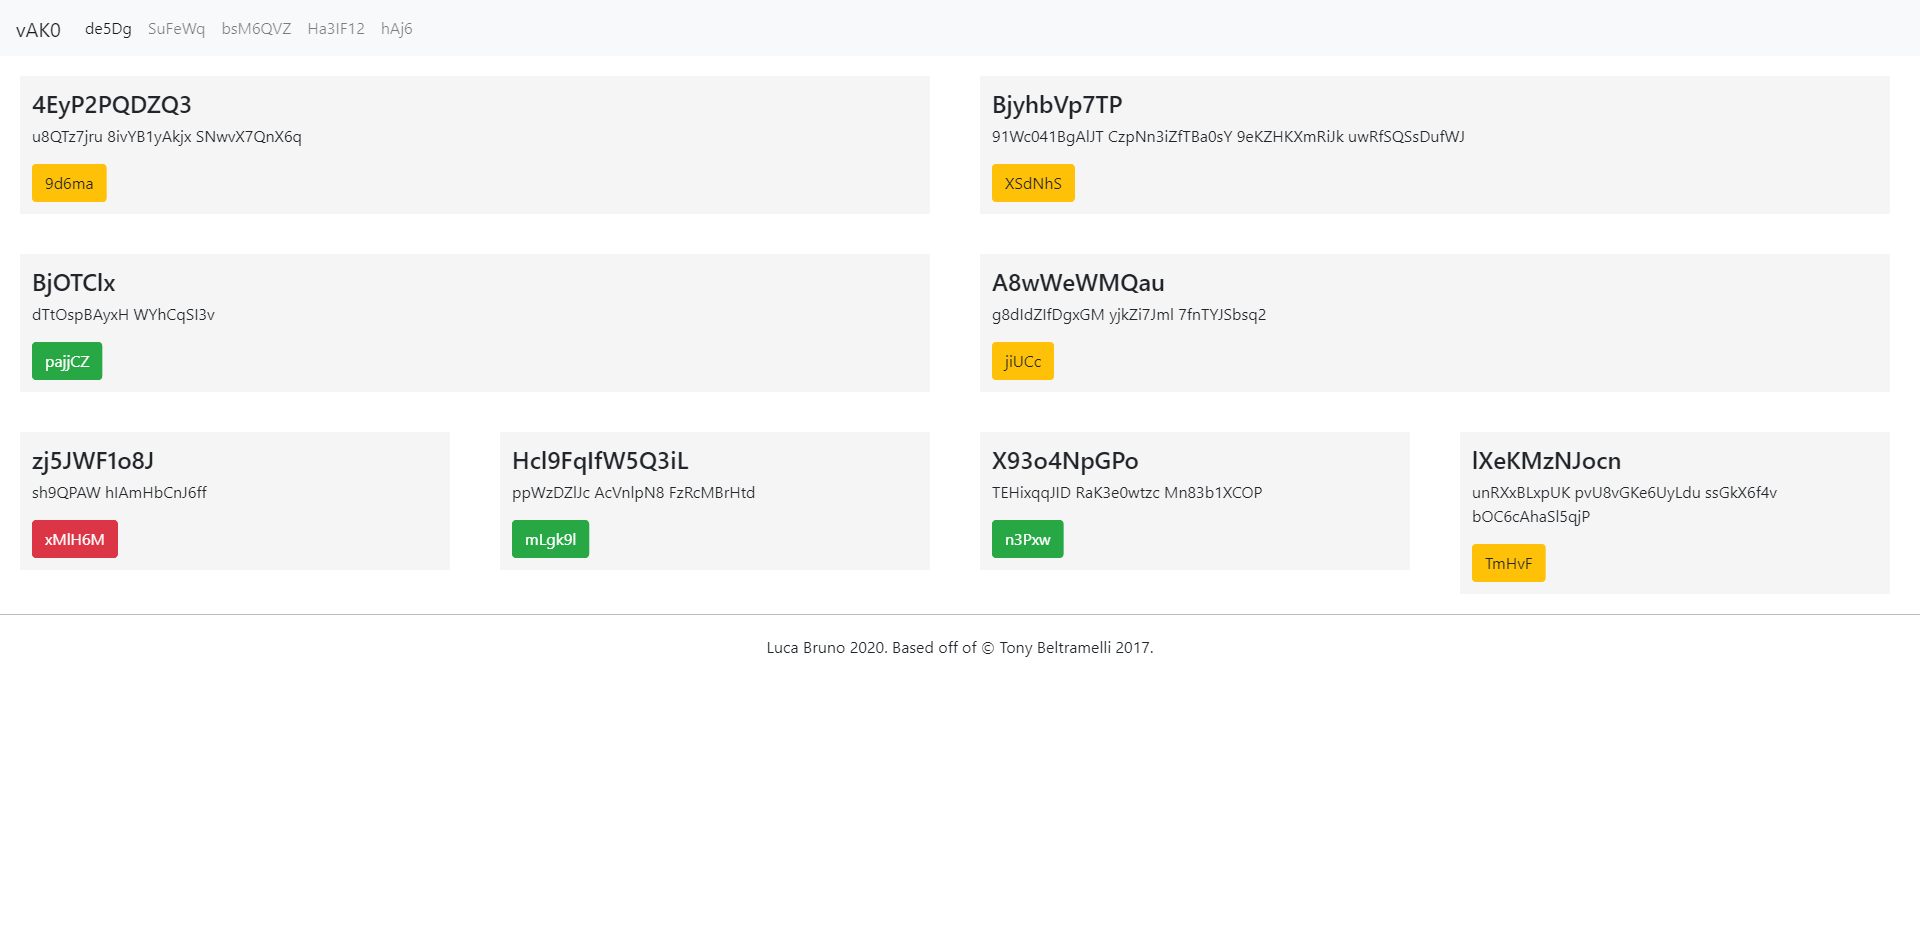 vAK0 de5Dg SuFeWq bsM6QVZ Ha3IF12 hAj6
4EyP2PQDZQ3
u8QTz7jru 8ivYB1yAkjx SNwvX7QnX6q
9d6ma
BjyhbVp7TP
91Wc041BgAlJT CzpNn3iZfTBa0sY 9eKZHKXmRiJk uwRfSQSsDufWJ
XSdNhS
BjOTClx
dTtOspBAyxH WYhCqSI3v
pajjCZ
A8wWeWMQau
g8dIdZIfDgxGM yjkZi7Jml 7fnTYJSbsq2
jiUCc
zj5JWF1o8J
sh9QPAW hIAmHbCnJ6ff
xMlH6M
Hcl9FqIfW5Q3iL
ppWzDZlJc AcVnlpN8 FzRcMBrHtd
mLgk9l
X93o4NpGPo
TEHixqqJID RaK3e0wtzc Mn83b1XCOP
n3Pxw
lXeKMzNJocn
unRXxBLxpUK pvU8vGKe6UyLdu ssGkX6f4v
bOC6cAhaSl5qjP
TmHvF
Luca Bruno 2020. Based off of © Tony Beltramelli 2017.